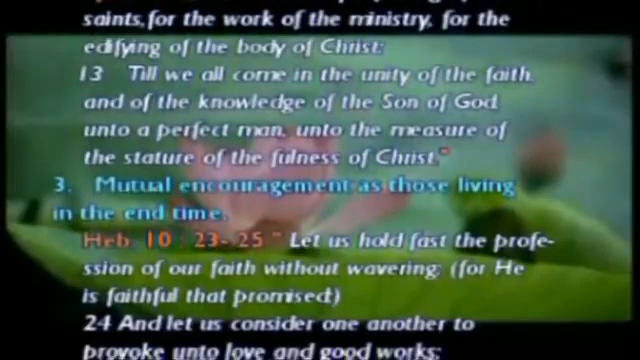 saints,for the work of the ministry, for the
edifying of the body of Christ:
13 Till we all come in the unity of the faith,
and of the knowledge of the Son of God,
unto a perfect man, unto the measure of
the stature of the fulness of Christ."
3. Mutual encouragement as those living
in the end time.
Heb. 10 : 23-25 " Let us hold fast the profe-
ssion of our faith without wavering; (for He
is faithful that promised;)
24 And let us consider one another to
provoke unto love and good works: